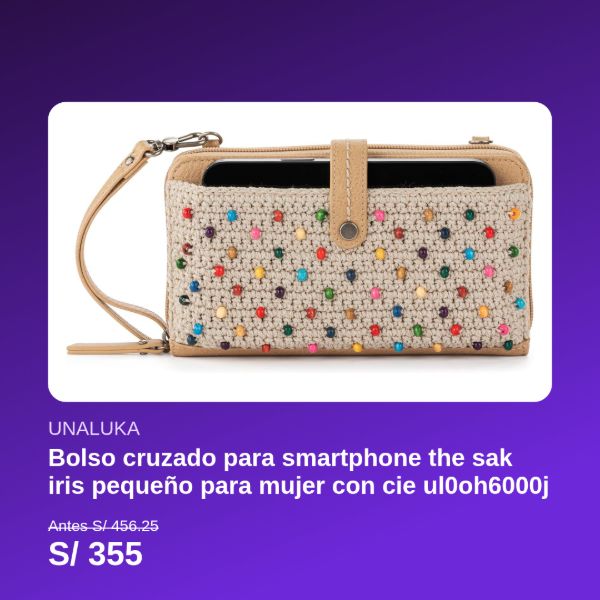 UNALUKA
Bolso cruzado para smartphone the sak
iris pequeño para mujer con cie ul0oh6000j
Antes S/ 456.25
S/ 355